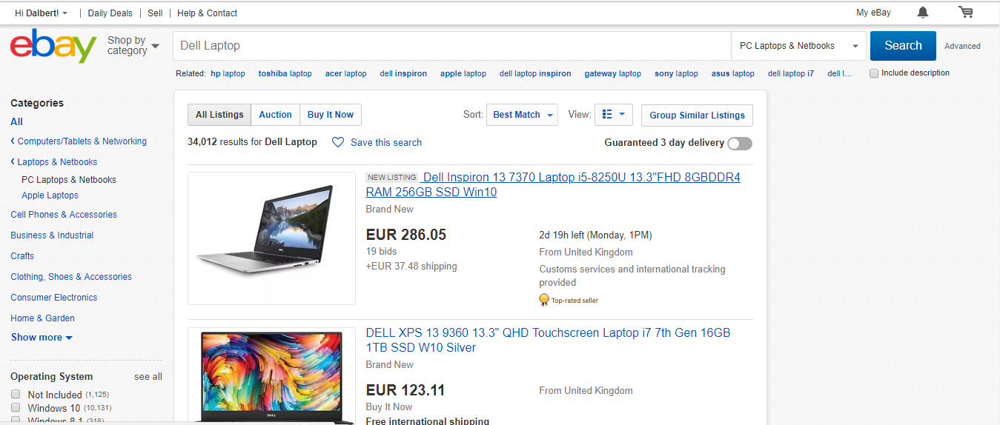 Hi Dalbert!
Daily Deals
Sell
Help & Contact
My eBay
ebay
Shop by
category
Dell Laptop
PC Laptops & Netbooks
Search
Advanced
Related: hp laptop toshiba laptop acer laptop dell inspiron apple laptop dell laptop inspiron gateway laptop sony laptop asus laptop dell laptop i7 dell l...
Include description
Categories
All
Computers/Tablets & Networking
Laptops & Netbooks
PC Laptops & Netbooks
Apple Laptops
Cell Phones & Accessories
Business & Industrial
Crafts
Clothing, Shoes & Accessories
Consumer Electronics
Home & Garden
Show more
Operating System see all
Not Included (1,125)
Windows 10 (10,131)
Windows 8.1 (318)
All Listings
Auction
Buy It Now
Sort: Best Match
View:
Group Similar Listings
34,012 results for Dell Laptop
Save this search
Guaranteed 3 day delivery
NEW LISTING Dell Inspiron 13 7370 Laptop i5-8250U 13.3"FHD 8GBDDR4
RAM 256GB SSD Win10
Brand New
EUR 286.05
19 bids
+EUR 37.48 shipping
2d 19h left (Monday, 1PM)
From United Kingdom
Customs services and international tracking
provided
Top-rated seller
DELL
DELL XPS 13 9360 13.3" QHD Touchscreen Laptop i7 7th Gen 16GB
1TB SSD W10 Silver
Brand New
EUR 123.11
Buy It Now
Free international shipping
From United Kingdom
DELL